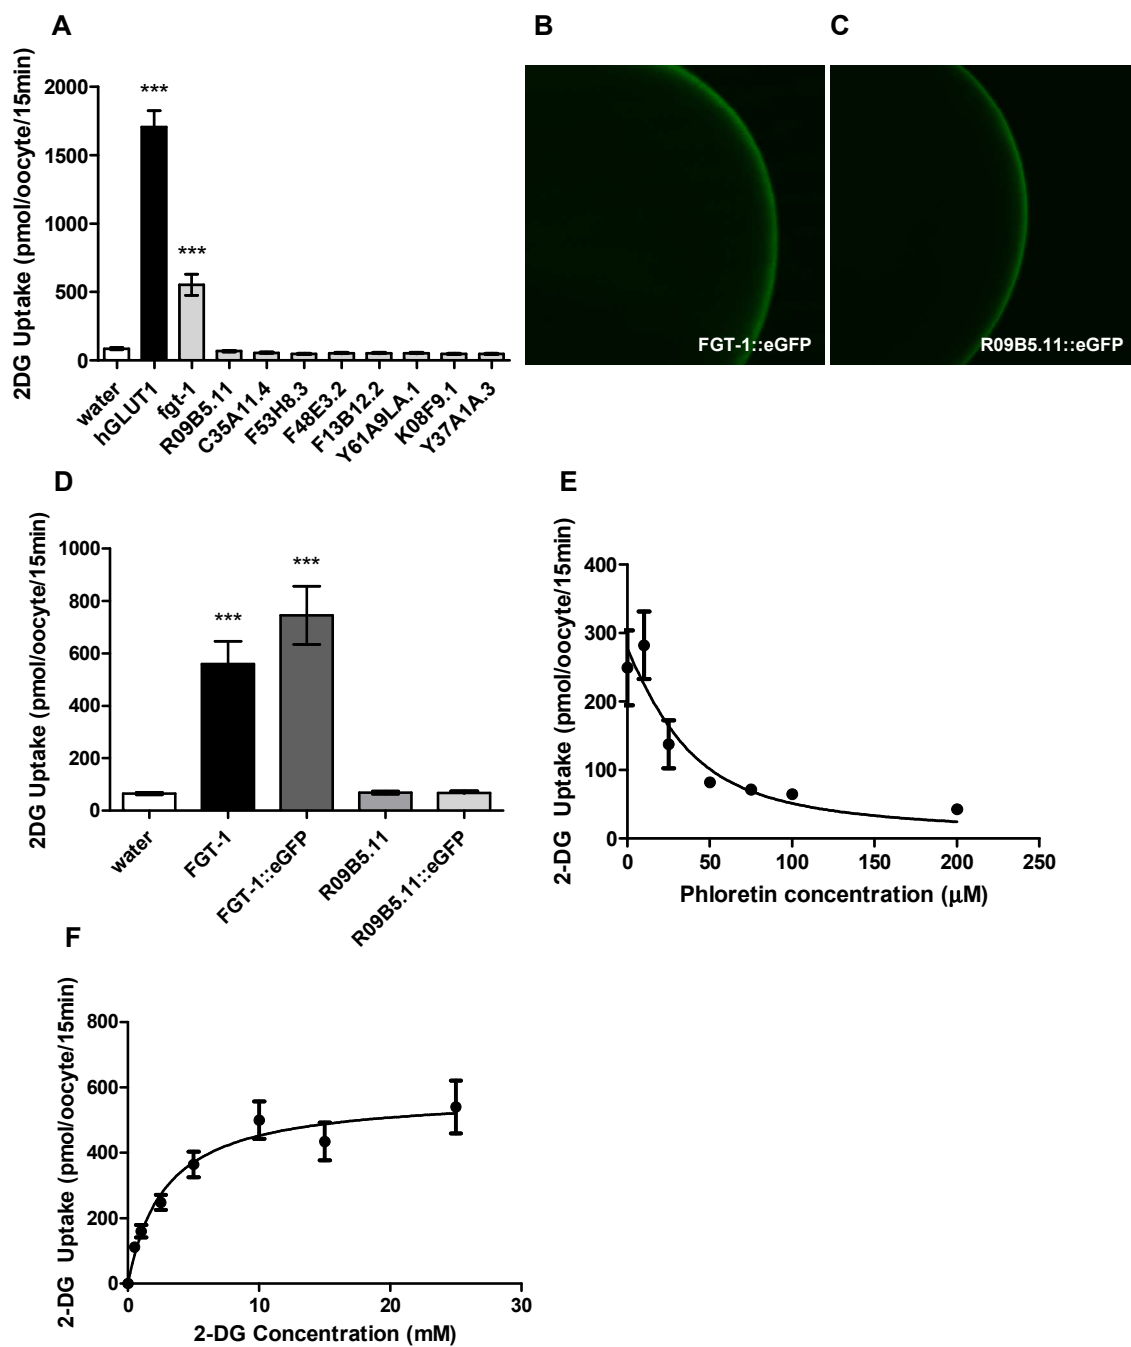 A
B
C
2DG Uptake (pmol/oocyte/15min)
2000
1500
1000
500
0
***
***
water
hGLUT1
fgt-1
R09B5.11
C35A11.4
F53H8.3
F48E3.2
F13B12.2
Y61A9LA.1
K08F9.1
Y37A1A.3
FGT-1::eGFP
R09B5.11::eGFP
D
E
2DG Uptake (pmol/oocyte/15min)
1000
800
600
400
200
0
***
***
water
FGT-1
FGT-1::eGFP
R09B5.11
R09B5.11::eGFP
2-DG Uptake (pmol/oocyte/15min)
400
300
200
100
0
0 50 100 150 200 250
Phloretin concentration (μM)
F
2-DG Uptake (pmol/oocyte/15min)
800
600
400
200
0
0 10 20 30
2-DG Concentration (mM)